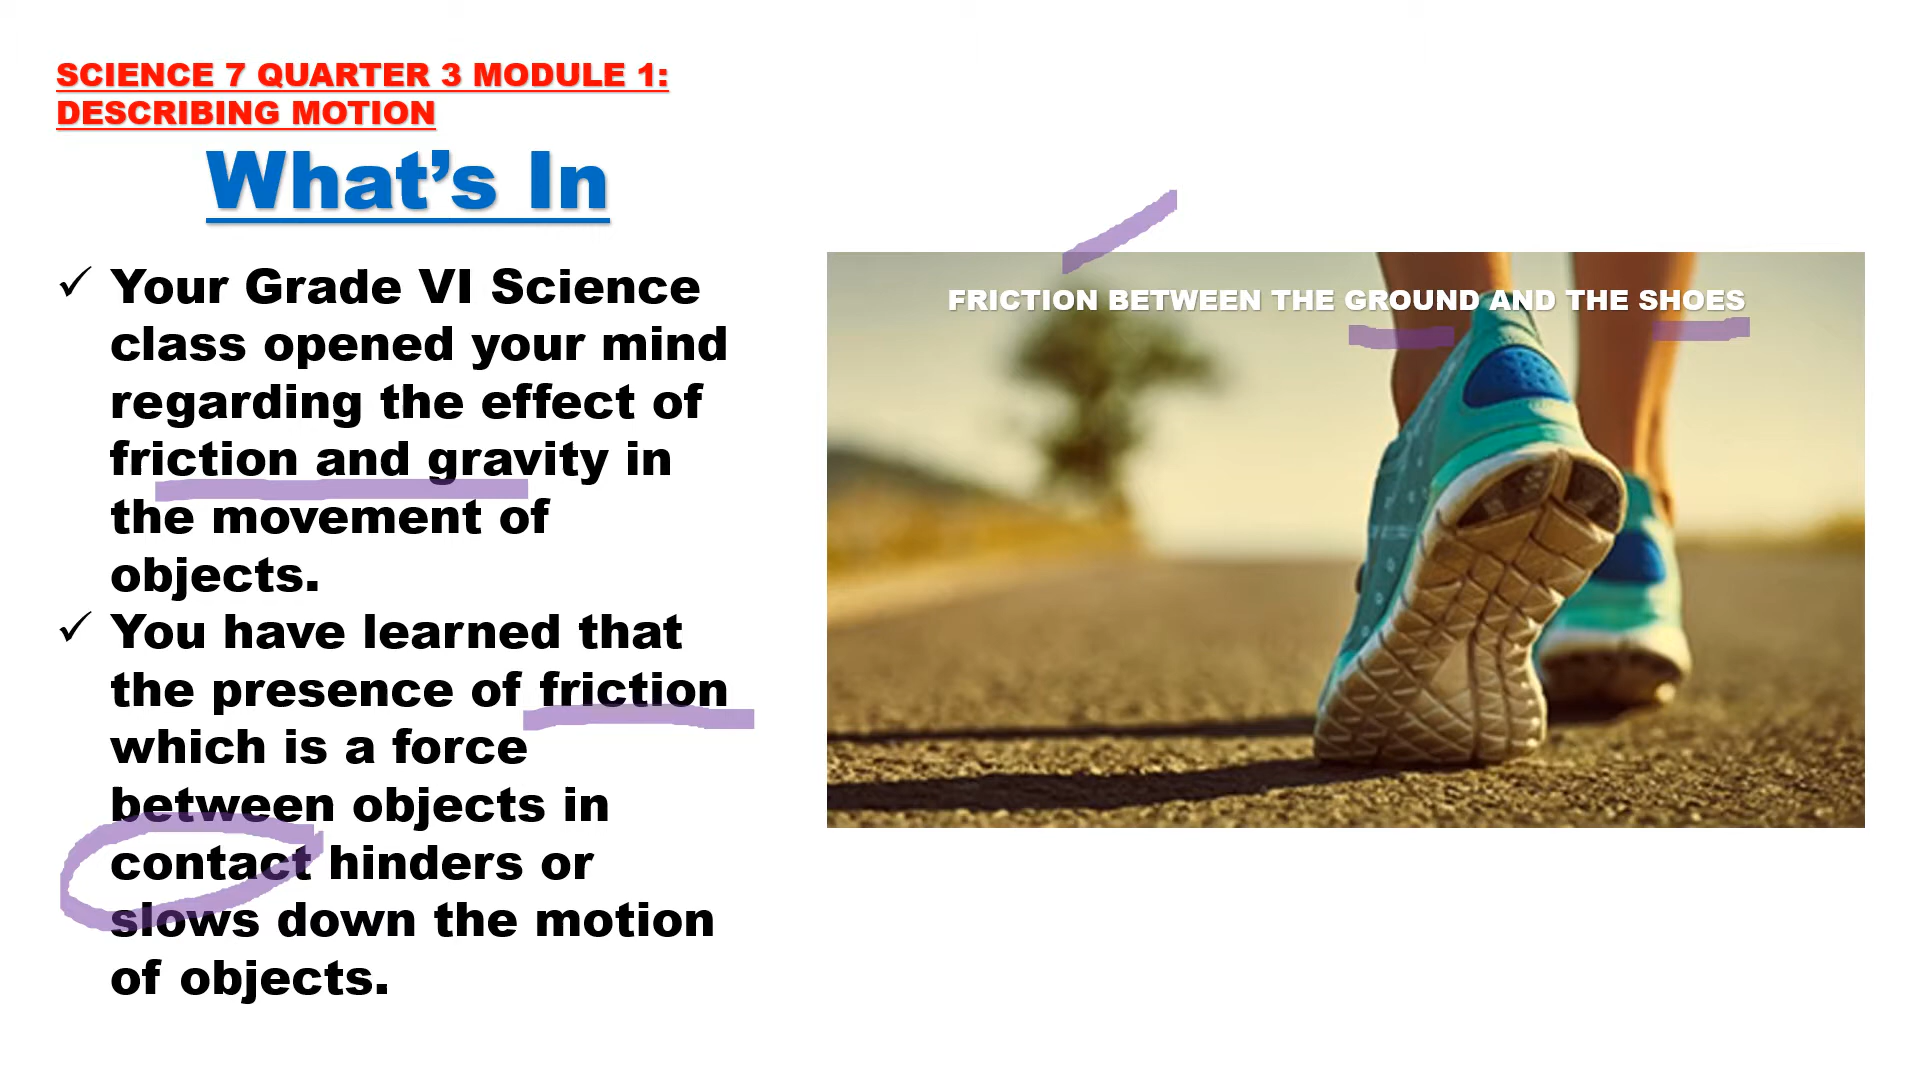 SCIENCE 7 QUARTER 3 MODULE 1:
DESCRIBING MOTION
What’s In
✓ Your Grade VI Science
class opened your mind
regarding the effect of
friction and gravity in
the movement of
objects.
✓ You have learned that
the presence of friction
which is a force
between objects in
contact hinders or
slows down the motion
of objects.
FRICTION BETWEEN THE GROUND AND THE SHOES